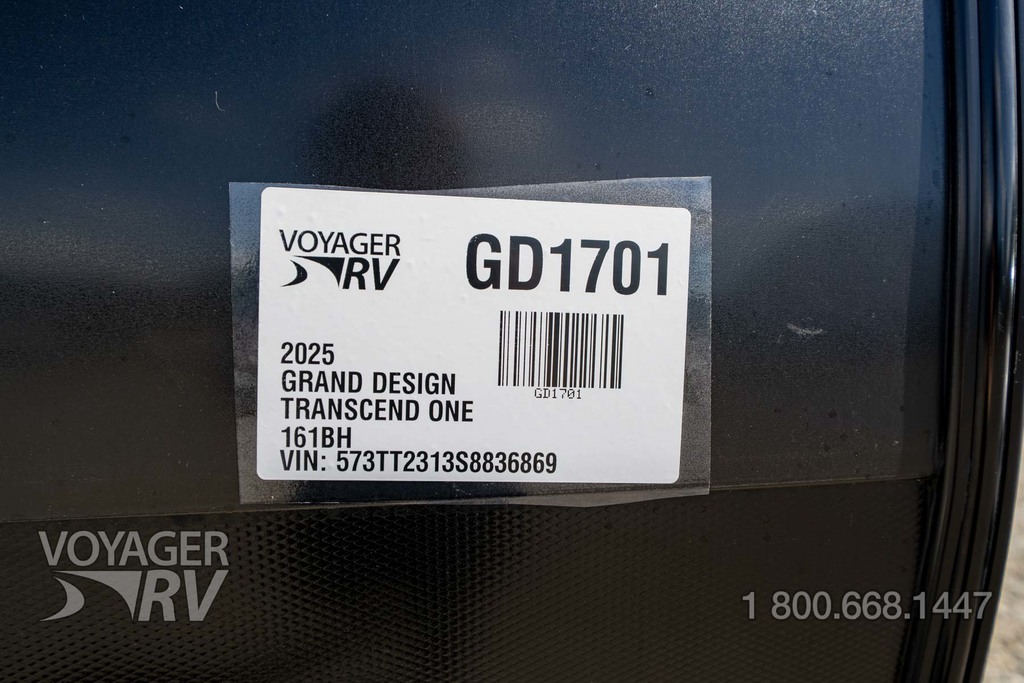 VOYAGER
RV
GD1701
GD1701
2025
GRAND DESIGN
TRANSCEND ONE
161BH
VIN: 573TT2313S8836869
VOYAGER
RV
1 800.668.1447